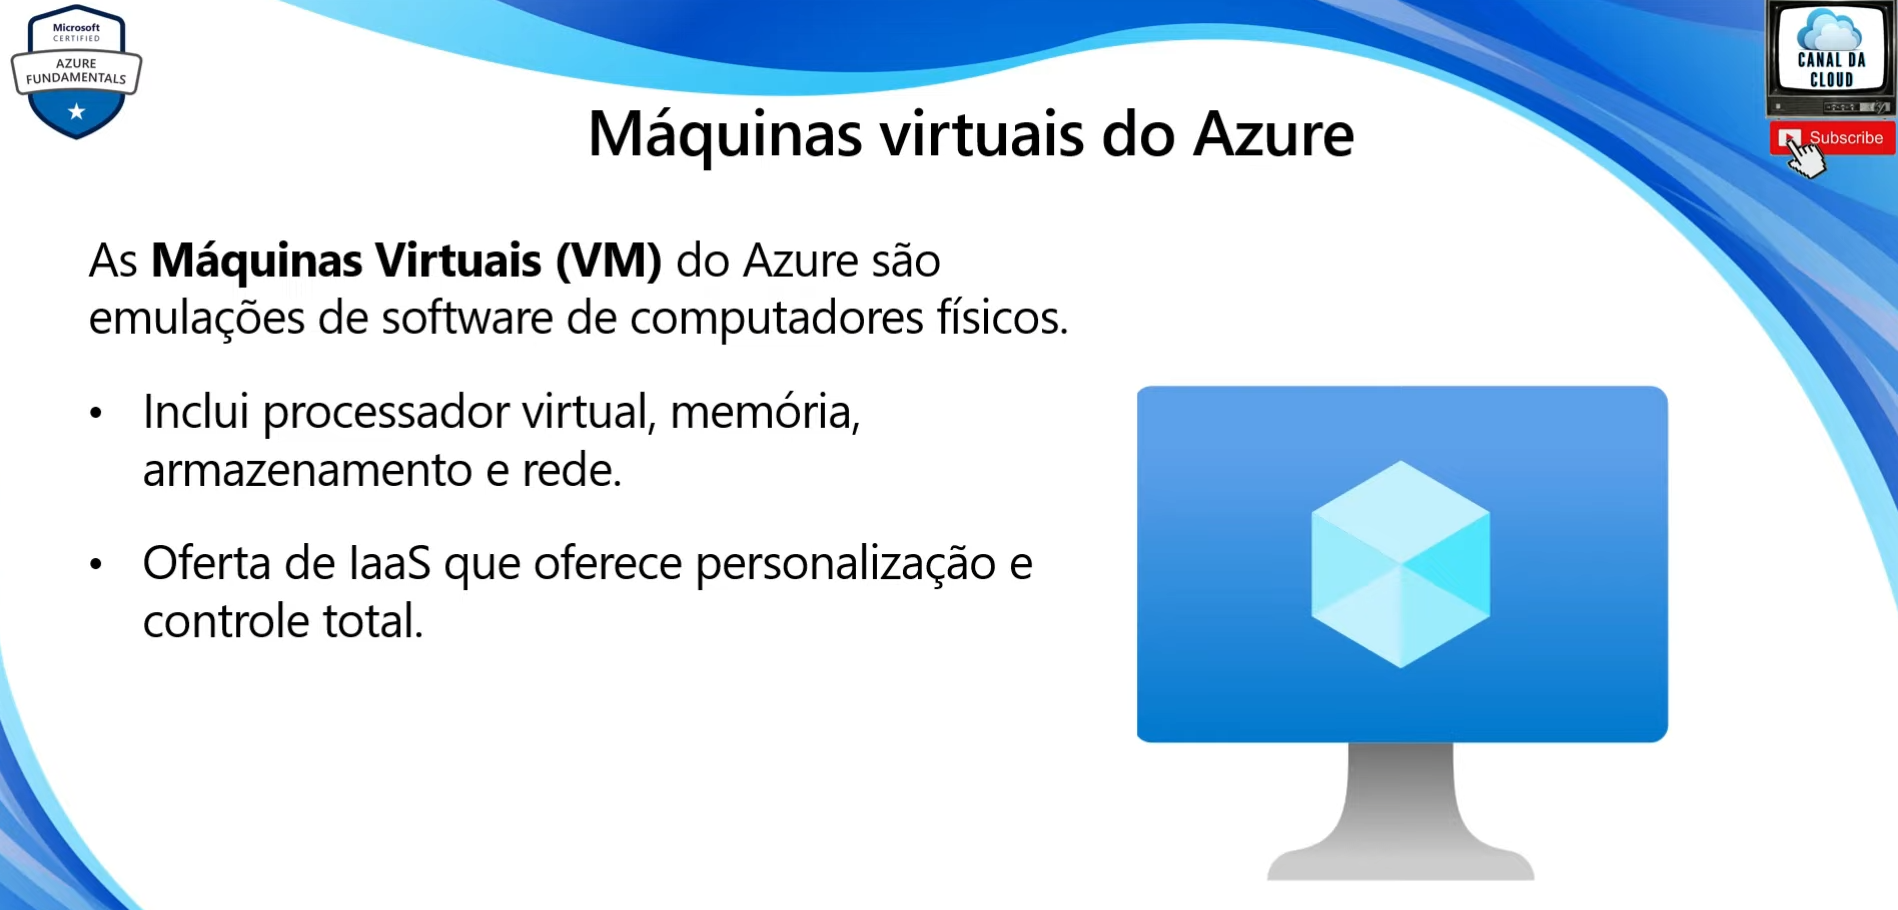 Microsoft
CERTIFIED
AZURE
FUNDAMENTALS
CANAL DA
CLOUD
Subscribe
Máquinas virtuais do Azure
As Máquinas Virtuais (VM) do Azure são
emulações de software de computadores físicos.
• Inclui processador virtual, memória,
armazenamento e rede.
• Oferta de IaaS que oferece personalização e
controle total.